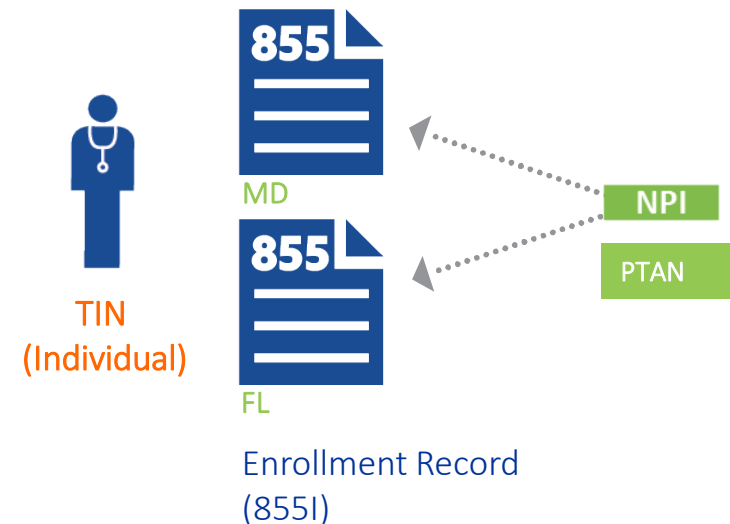 855
MD
NPI
855
PTAN
TIN
(Individual)
FL
Enrollment Record
(855I)